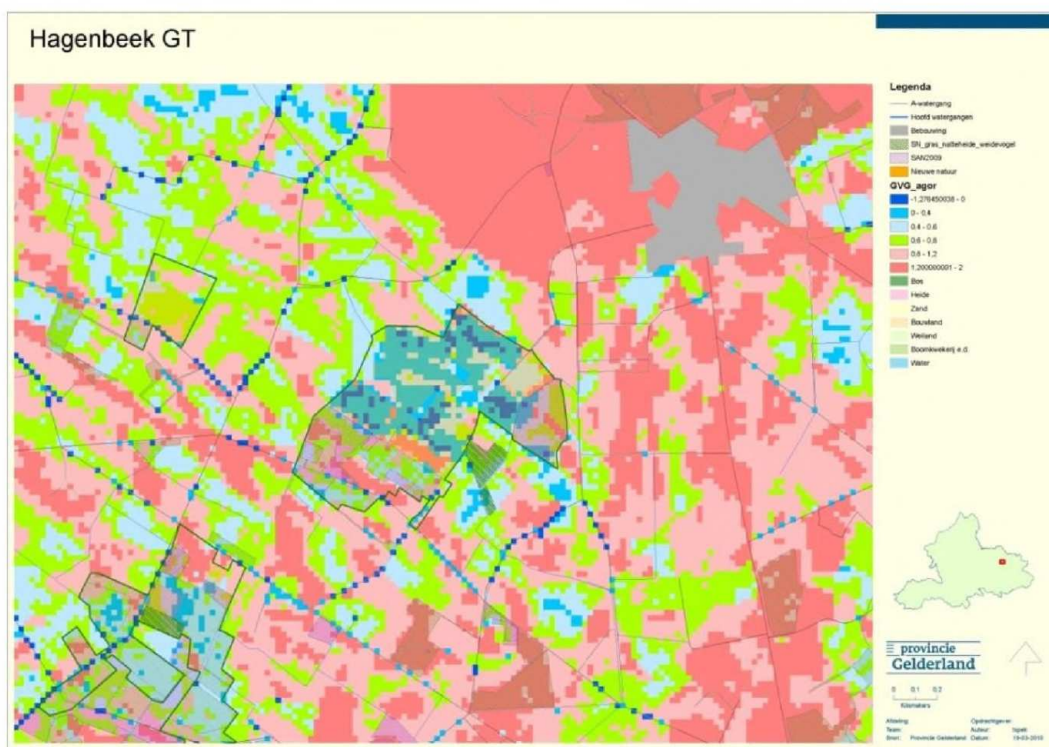 Hagenbeek GT
Legenda
A-watergang
Hoofd watergangen
Bebouwing
SN_gras_natteheide_weidevogel
SAN2009
Nieuwe natuur
GVG_agor
-1,276450038 - 0
0 - 0,4
0,4 - 0,6
0,6 - 0,8
0,8 - 1,2
1,200000001 - 2
Bos
Heide
Zand
Bouwland
Weiland
Boomkwekerij e.d.
Water
provincie
Gelderland
0 0,1 0,2
Kilometers
Afdeling: Opdrachtgever:
Team: Auteur:
Bron: Provincie Gelderland Datum: